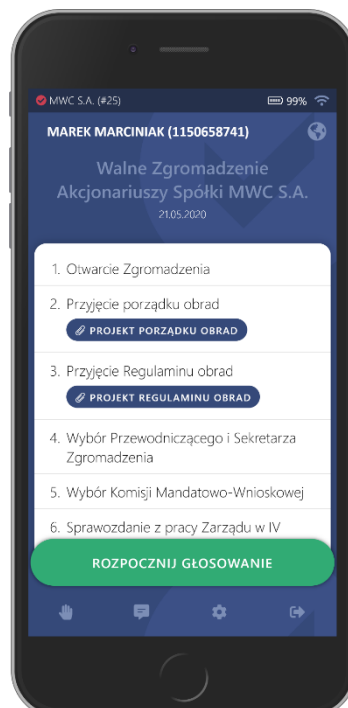 MWC S.A. (#25) 99%
MAREK MARCINIAK (1150658741)
Walne Zgromadzenie
Akcjonariuszy Spółki MWC S.A.
21.05.2020
1. Otwarcie Zgromadzenia
2. Przyjęcie porządku obrad
PROJEKT PORZĄDKU OBRAD
3. Przyjęcie Regulaminu obrad
PROJEKT REGULAMINU OBRAD
4. Wybór Przewodniczącego i Sekretarza
Zgromadzenia
5. Wybór Komisji Mandatowo-Wnioskowej
6. Sprawozdanie z pracy Zarządu w IV
ROZPOCZNIJ GŁOSOWANIE